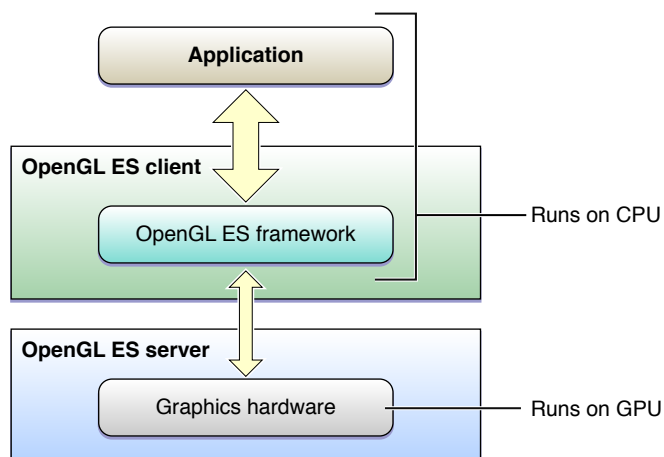 Application
OpenGL ES client
OpenGL ES framework
Runs on CPU
OpenGL ES server
Graphics hardware
Runs on GPU